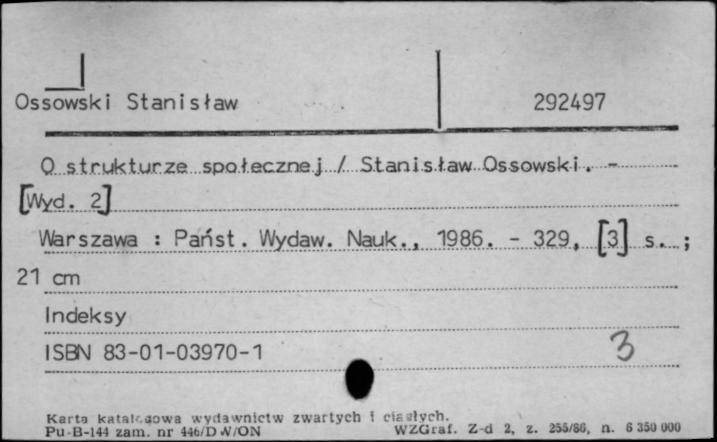 Ossowski Stanisław 292497
O strukturze społecznej / Stanisław Ossowski. -
[Wyd. 2]
Warszawa : Państ. Wydaw. Nauk., 1986. - 329, [3] s. ;
21 cm
Indeksy
ISBN 83-01-03970-1 3
Karta katalogowa wydawnictw zwartych i ciągłych.
Pu-B-144 zam. nr 446/DW/ON WZGraf. Z-d 2, z. 255/86, n. 6 350 000